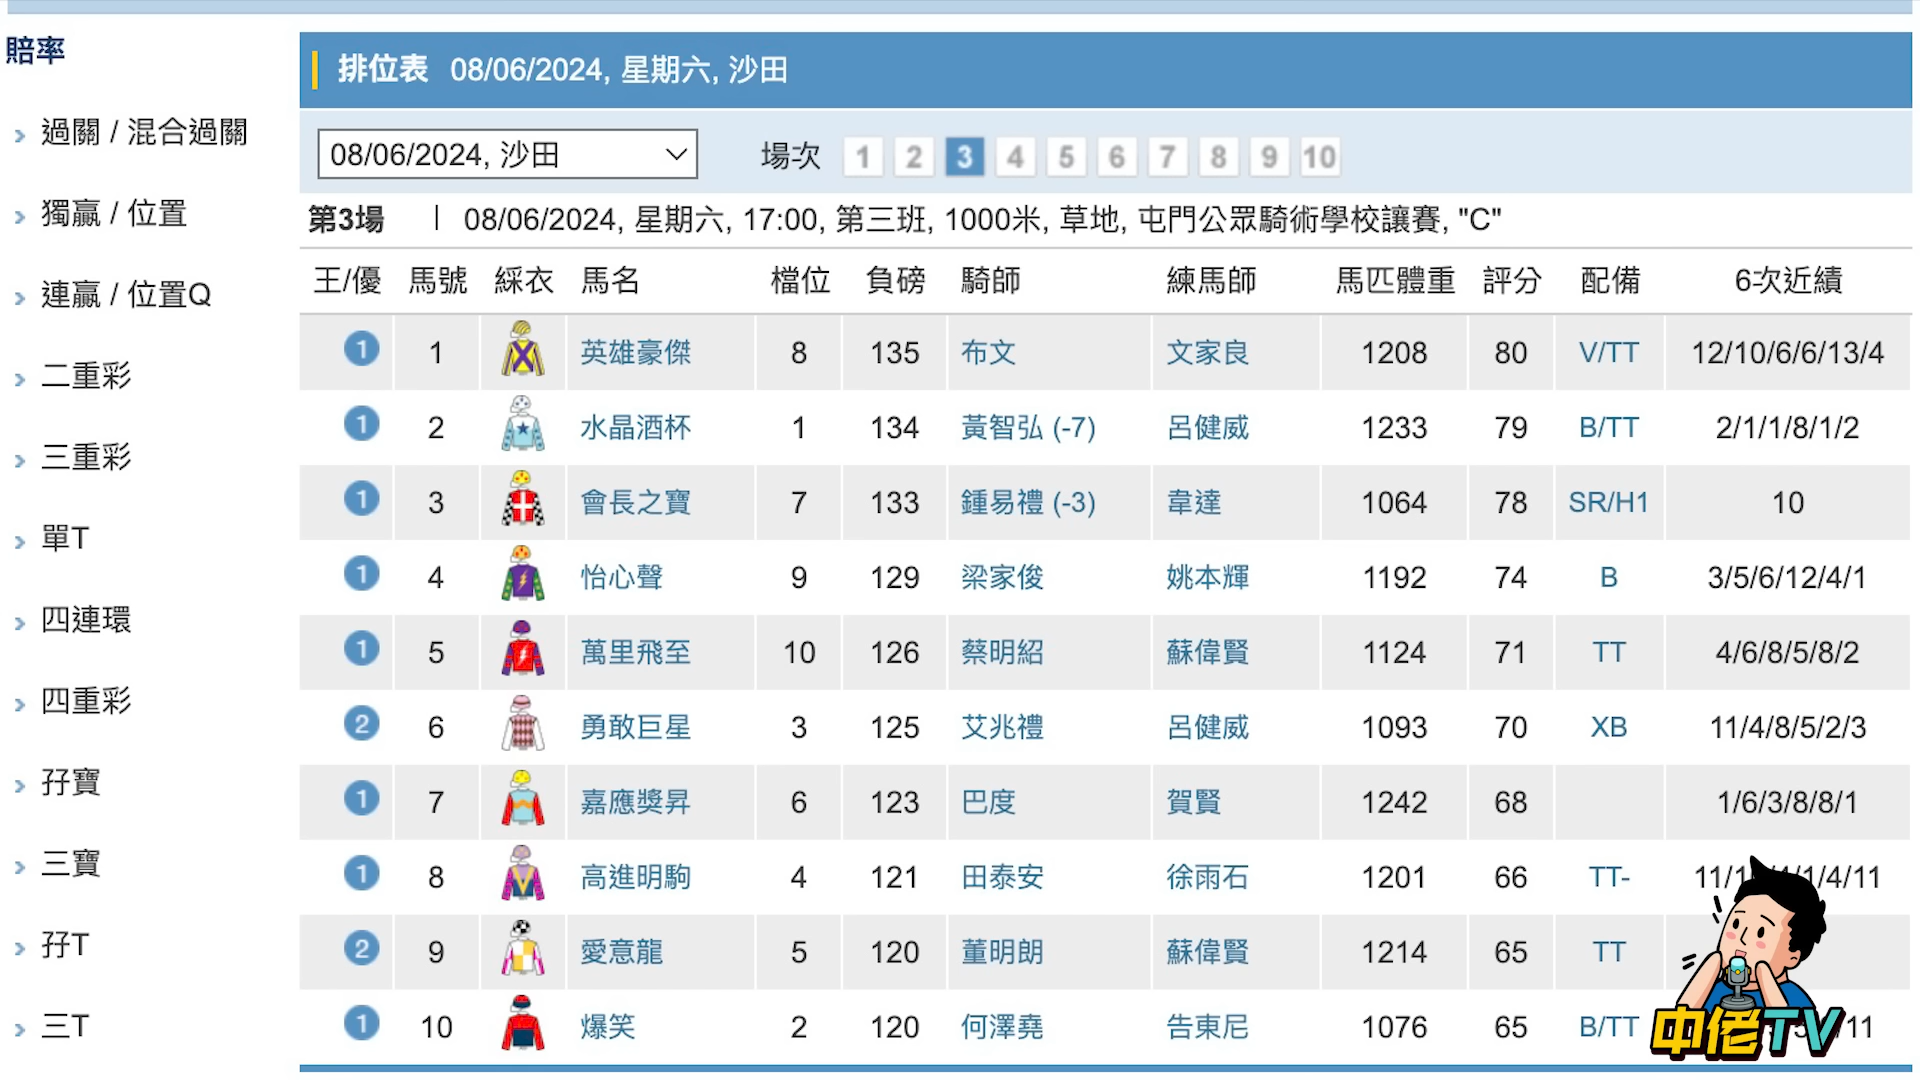 賠率
過關 / 混合過關
獨贏 / 位置
連贏 / 位置Q
二重彩
三重彩
單T
四連環
四重彩
孖寶
三寶
孖T
三T
排位表 08/06/2024, 星期六, 沙田
08/06/2024, 沙田 場次 1 2 3 4 5 6 7 8 9 10
第3場 | 08/06/2024, 星期六, 17:00, 第三班, 1000米, 草地, 屯門公眾騎術學校讓賽, "C"
王/優 馬號 綵衣 馬名 檔位 負磅 騎師 練馬師 馬匹體重 評分 配備 6次近績
1 1 英雄豪傑 8 135 布文 文家良 1208 80 V/TT 12/10/6/6/13/4
1 2 水晶酒杯 1 134 黃智弘 (-7) 呂健威 1233 79 B/TT 2/1/1/8/1/2
1 3 會長之寶 7 133 鍾易禮 (-3) 韋達 1064 78 SR/H1 10
1 4 怡心聲 9 129 梁家俊 姚本輝 1192 74 B 3/5/6/12/4/1
1 5 萬里飛至 10 126 蔡明紹 蘇偉賢 1124 71 TT 4/6/8/5/8/2
2 6 勇敢巨星 3 125 艾兆禮 呂健威 1093 70 XB 11/4/8/5/2/3
1 7 嘉應獎昇 6 123 巴度 賀賢 1242 68 1/6/3/8/8/1
1 8 高進明駒 4 121 田泰安 徐雨石 1201 66 TT- /4/11
2 9 愛意龍 5 120 董明朗 蘇偉賢 1214 65 TT
1 10 爆笑 2 120 何澤堯 告東尼 1076 65 B/TT 11
中佬TV